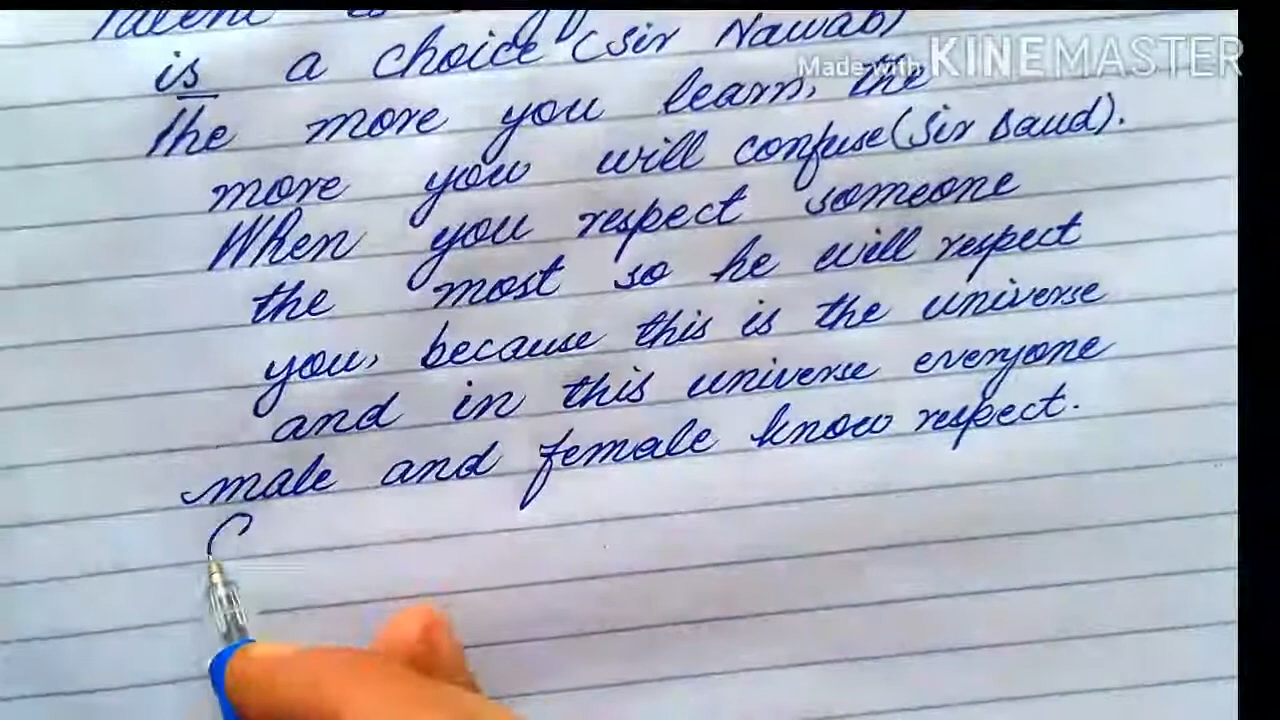 Talent is
is a choice (Sir Nawab)
Made with KINEMASTER
The more you learn, the
more you will confuse (Sir Saud).
When you respect someone
the most so he will respect
you, because this is the universe
and in this universe everyone
male and female know respect.
C